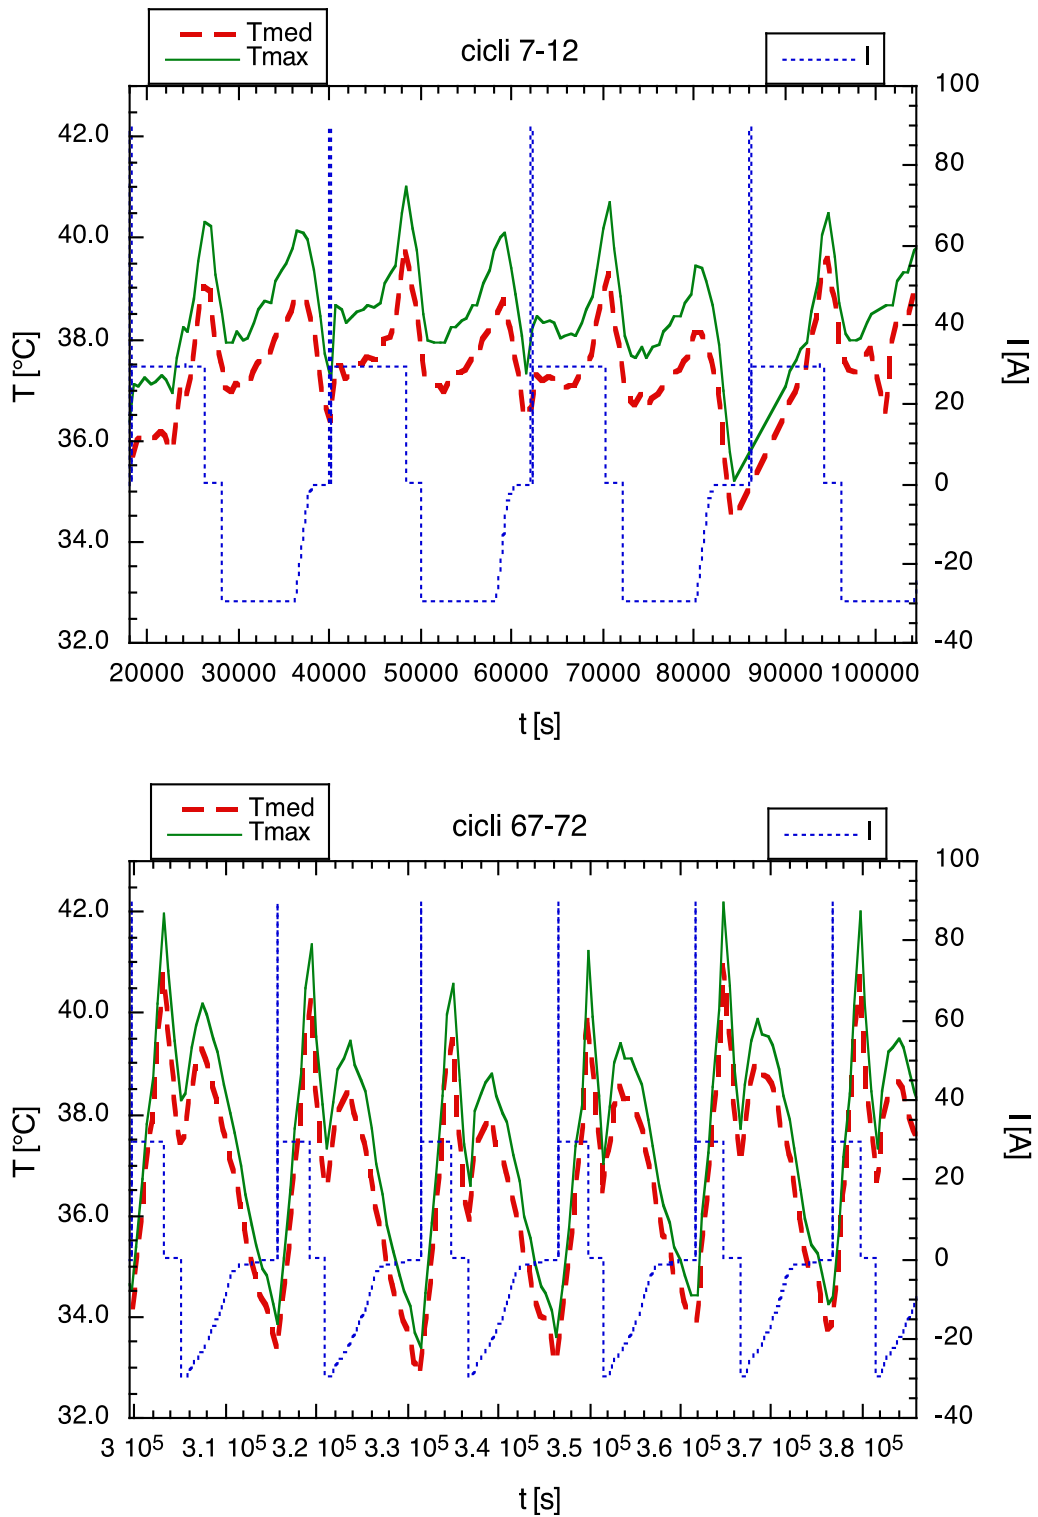 Tmed
Tmax
cicli 7-12
I
100
42.0
80
40.0
60
T [°C]
38.0
40
I [A]
20
36.0
0
34.0
-20
32.0
-40
20000 30000 40000 50000 60000 70000 80000 90000 100000
t [s]
Tmed
Tmax
cicli 67-72
I
100
42.0
80
40.0
60
T [°C]
38.0
40
I [A]
20
36.0
0
34.0
-20
32.0
-40
3 10⁵ 3.1 10⁵ 3.2 10⁵ 3.3 10⁵ 3.4 10⁵ 3.5 10⁵ 3.6 10⁵ 3.7 10⁵ 3.8 10⁵
t [s]